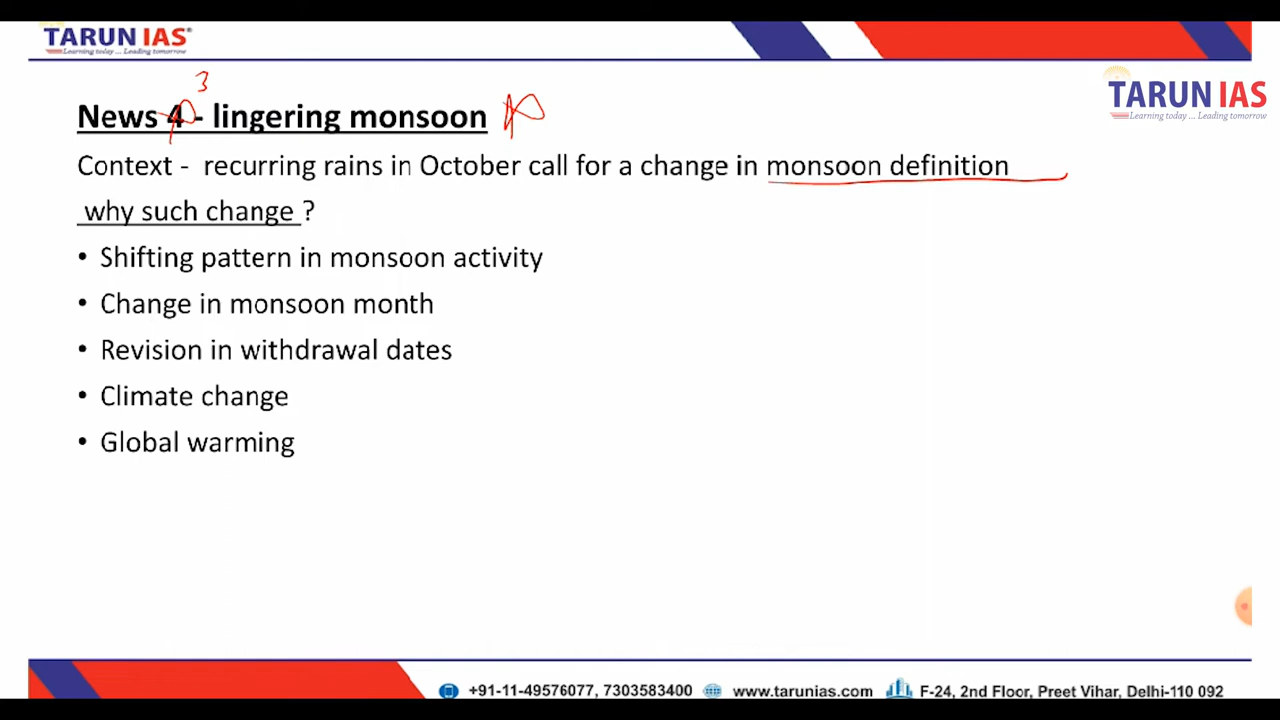 TARUN IAS®
Learning today ... Leading tomorrow
TARUN IAS
Learning today ... Leading tomorrow
3
News 4 - lingering monsoon
Context - recurring rains in October call for a change in monsoon definition
why such change ?
• Shifting pattern in monsoon activity
• Change in monsoon month
• Revision in withdrawal dates
• Climate change
• Global warming
+91-11-49576077, 7303583400 www.tarunias.com F-24, 2nd Floor, Preet Vihar, Delhi-110 092